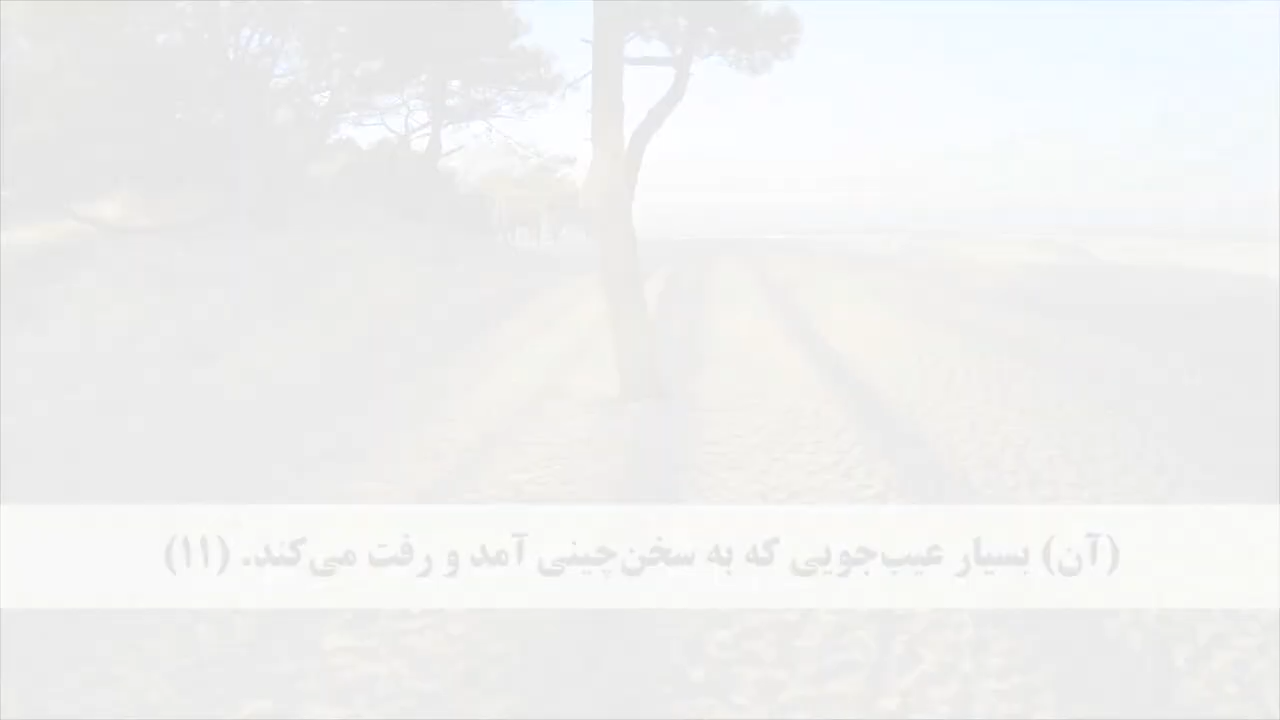 (آن) بسیار عیب‌جویی که به سخن‌چینی آمد و رفت می‌کند. (۱۱)